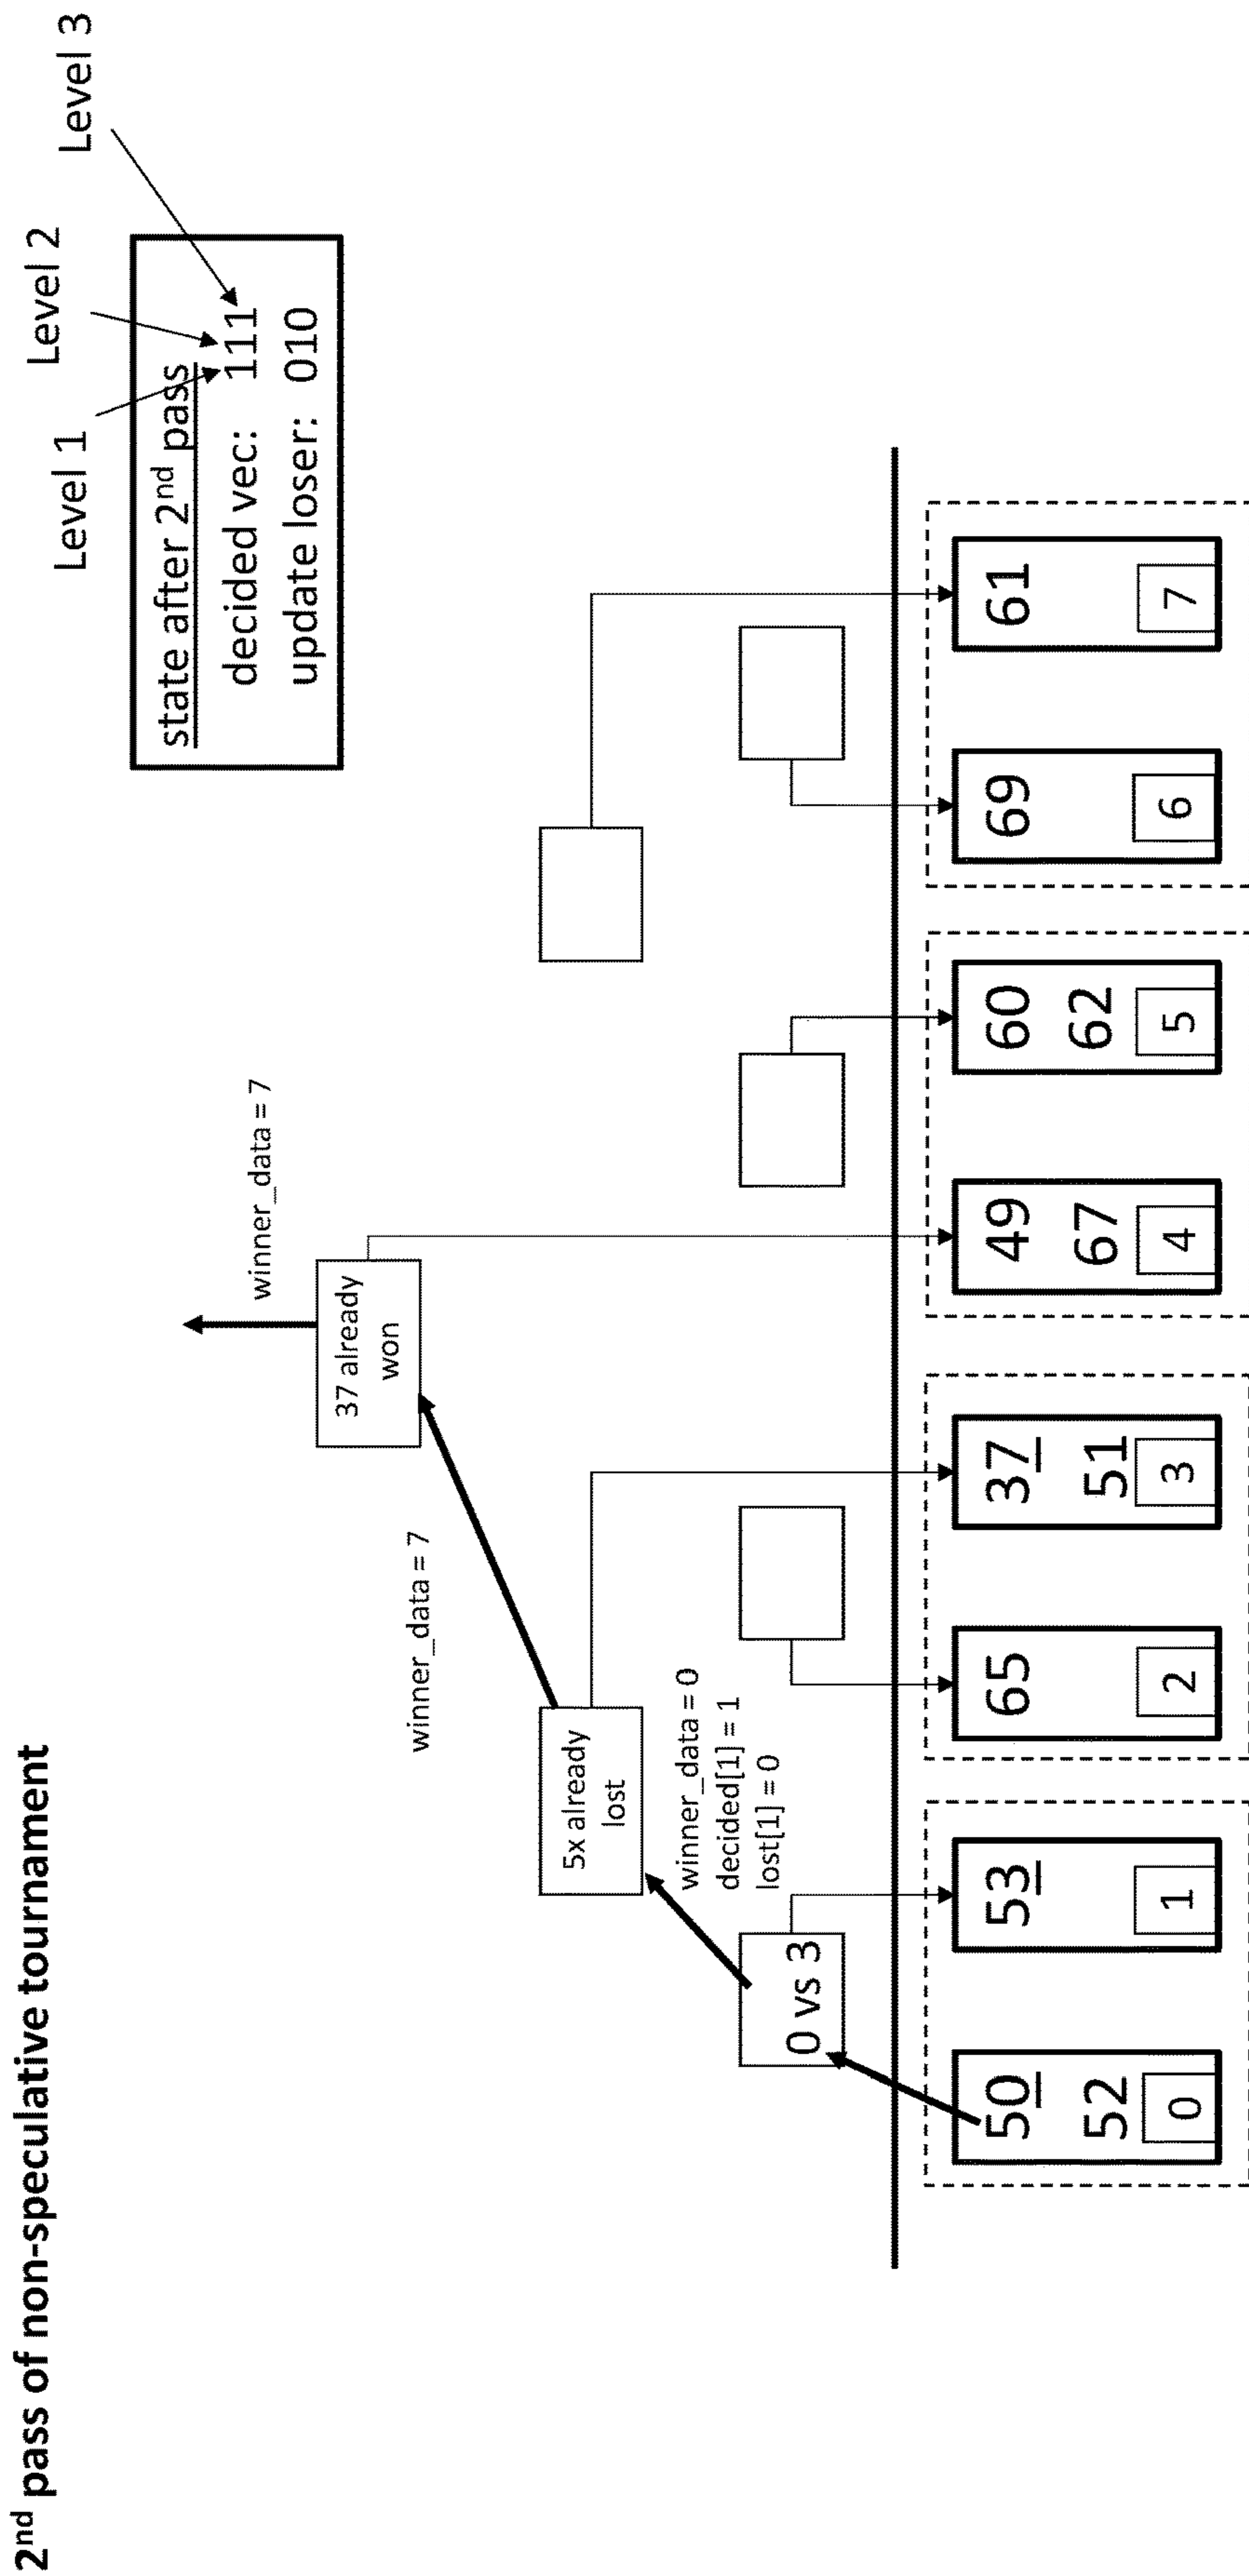 2nd pass of non-speculative tournament
Level 1
Level 2
Level 3
state after 2nd pass
decided vec: 111
update loser: 010
winner_data = 7
37 already
won
winner_data = 7
5x already
lost
winner_data = 0
decided[1] = 1
lost[1] = 0
0 vs 3
50
52
0
53
1
65
2
37
51
3
49
67
4
60
62
5
69
6
61
7